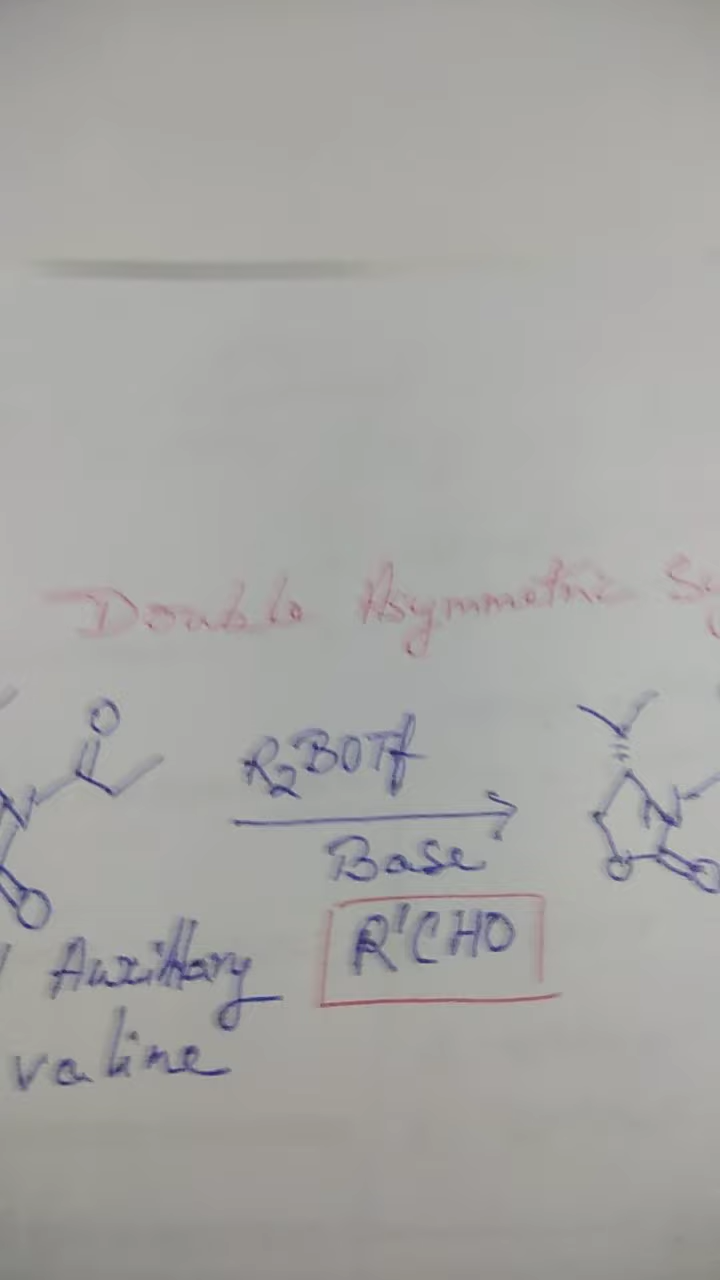 Double Asymmetric
O
R₂BOTf
N
N
Base
O
O
O
R'CHO
Auxillary
valine